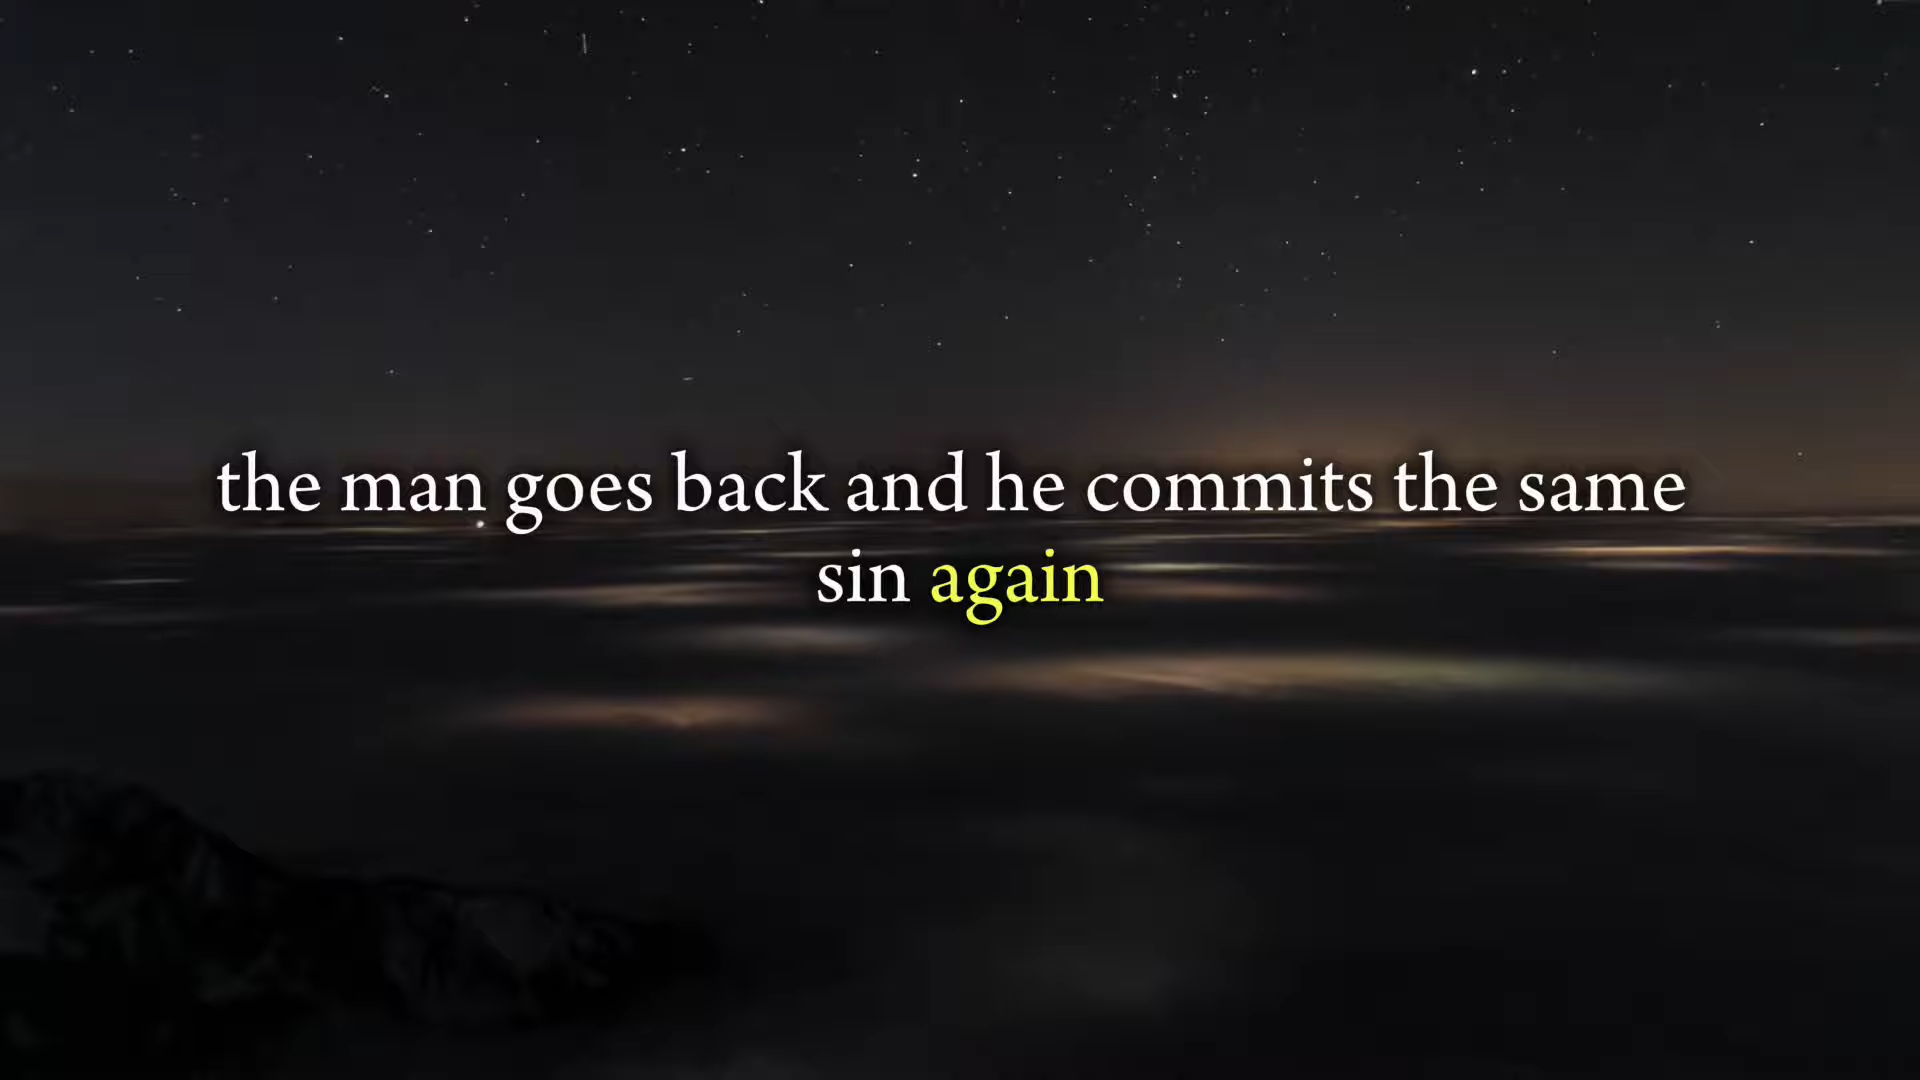 the man goes back and he commits the same
sin again